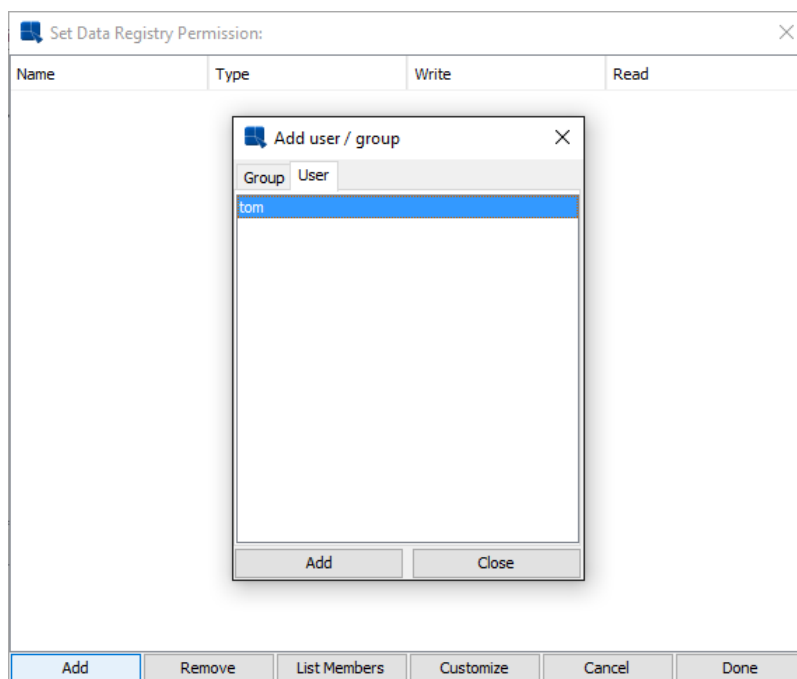 Set Data Registry Permission:
Name Type Write Read
Add user / group
Group User
tom
Add Close
Add Remove List Members Customize Cancel Done